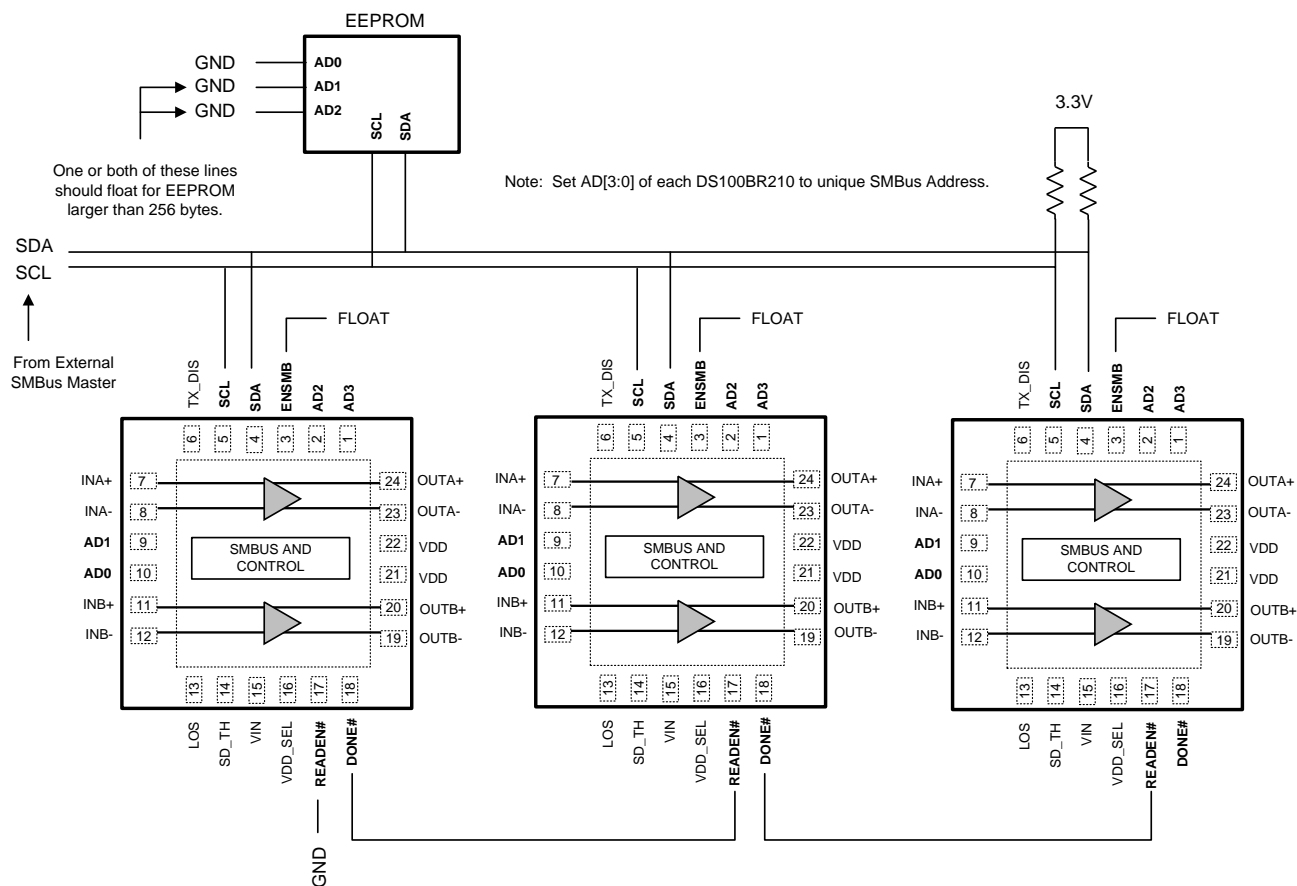 EEPROM
GND AD0
GND AD1
GND AD2
SCL
SDA
One or both of these lines
should float for EEPROM
larger than 256 bytes.
3.3V
Note: Set AD[3:0] of each DS100BR210 to unique SMBus Address.
SDA
SCL
From External
SMBus Master
FLOAT
TX_DIS
SCL
SDA
ENSMB
AD2
AD3
6 5 4 3 2 1
INA+ 7 24 OUTA+
INA- 8 23 OUTA-
AD1 9 22 VDD
SMBUS AND
CONTROL
AD0 10 21 VDD
INB+ 11 20 OUTB+
INB- 12 19 OUTB-
13 14 15 16 17 18
LOS
SD_TH
VIN
VDD_SEL
READEN#
DONE#
GND
FLOAT
TX_DIS
SCL
SDA
ENSMB
AD2
AD3
6 5 4 3 2 1
INA+ 7 24 OUTA+
INA- 8 23 OUTA-
AD1 9 22 VDD
SMBUS AND
CONTROL
AD0 10 21 VDD
INB+ 11 20 OUTB+
INB- 12 19 OUTB-
13 14 15 16 17 18
LOS
SD_TH
VIN
VDD_SEL
READEN#
DONE#
FLOAT
TX_DIS
SCL
SDA
ENSMB
AD2
AD3
6 5 4 3 2 1
INA+ 7 24 OUTA+
INA- 8 23 OUTA-
AD1 9 22 VDD
SMBUS AND
CONTROL
AD0 10 21 VDD
INB+ 11 20 OUTB+
INB- 12 19 OUTB-
13 14 15 16 17 18
LOS
SD_TH
VIN
VDD_SEL
READEN#
DONE#